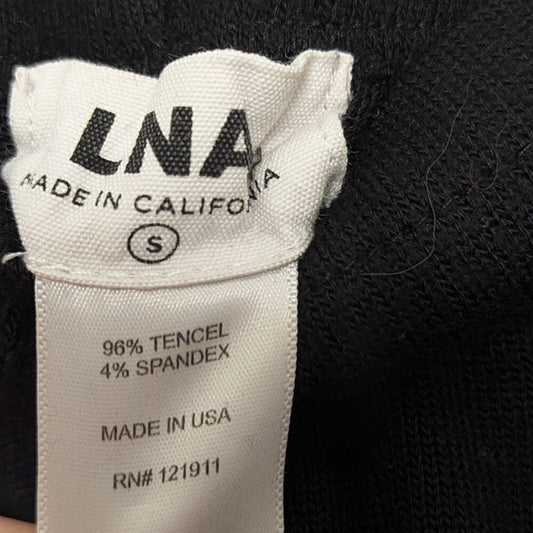 LNA
MADE IN CALIFORNIA
S
96% TENCEL
4% SPANDEX
MADE IN USA
RN# 121911